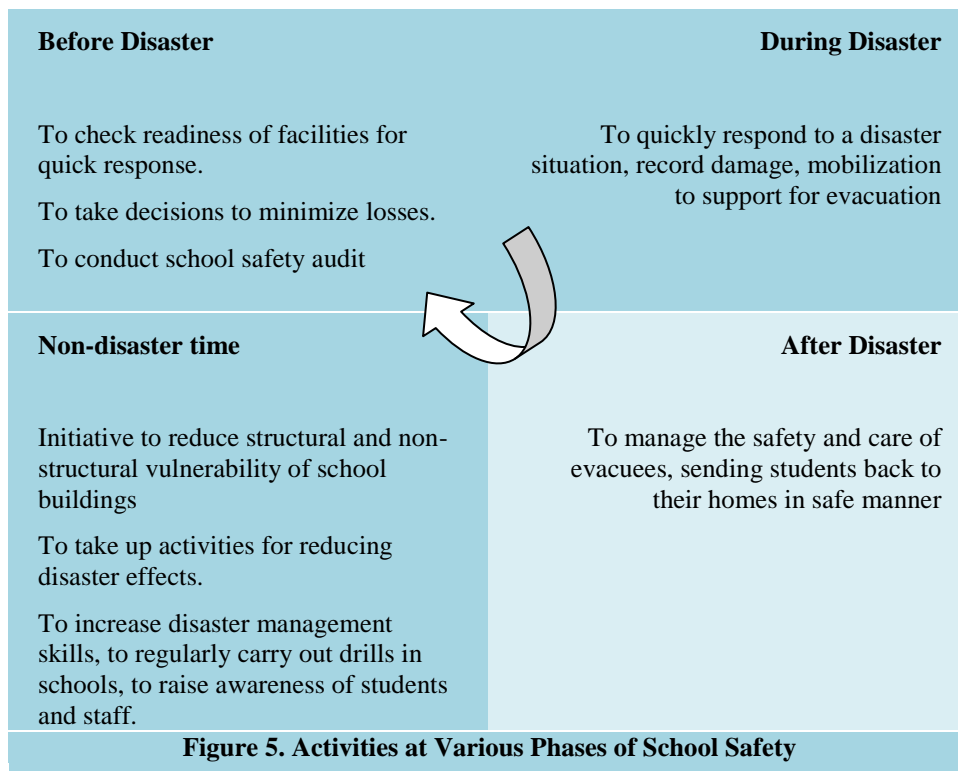 Before Disaster
To check readiness of facilities for
quick response.
To take decisions to minimize losses.
To conduct school safety audit
During Disaster
To quickly respond to a disaster
situation, record damage, mobilization
to support for evacuation
Non-disaster time
Initiative to reduce structural and non-
structural vulnerability of school
buildings
To take up activities for reducing
disaster effects.
To increase disaster management
skills, to regularly carry out drills in
schools, to raise awareness of students
and staff.
After Disaster
To manage the safety and care of
evacuees, sending students back to
their homes in safe manner
Figure 5. Activities at Various Phases of School Safety